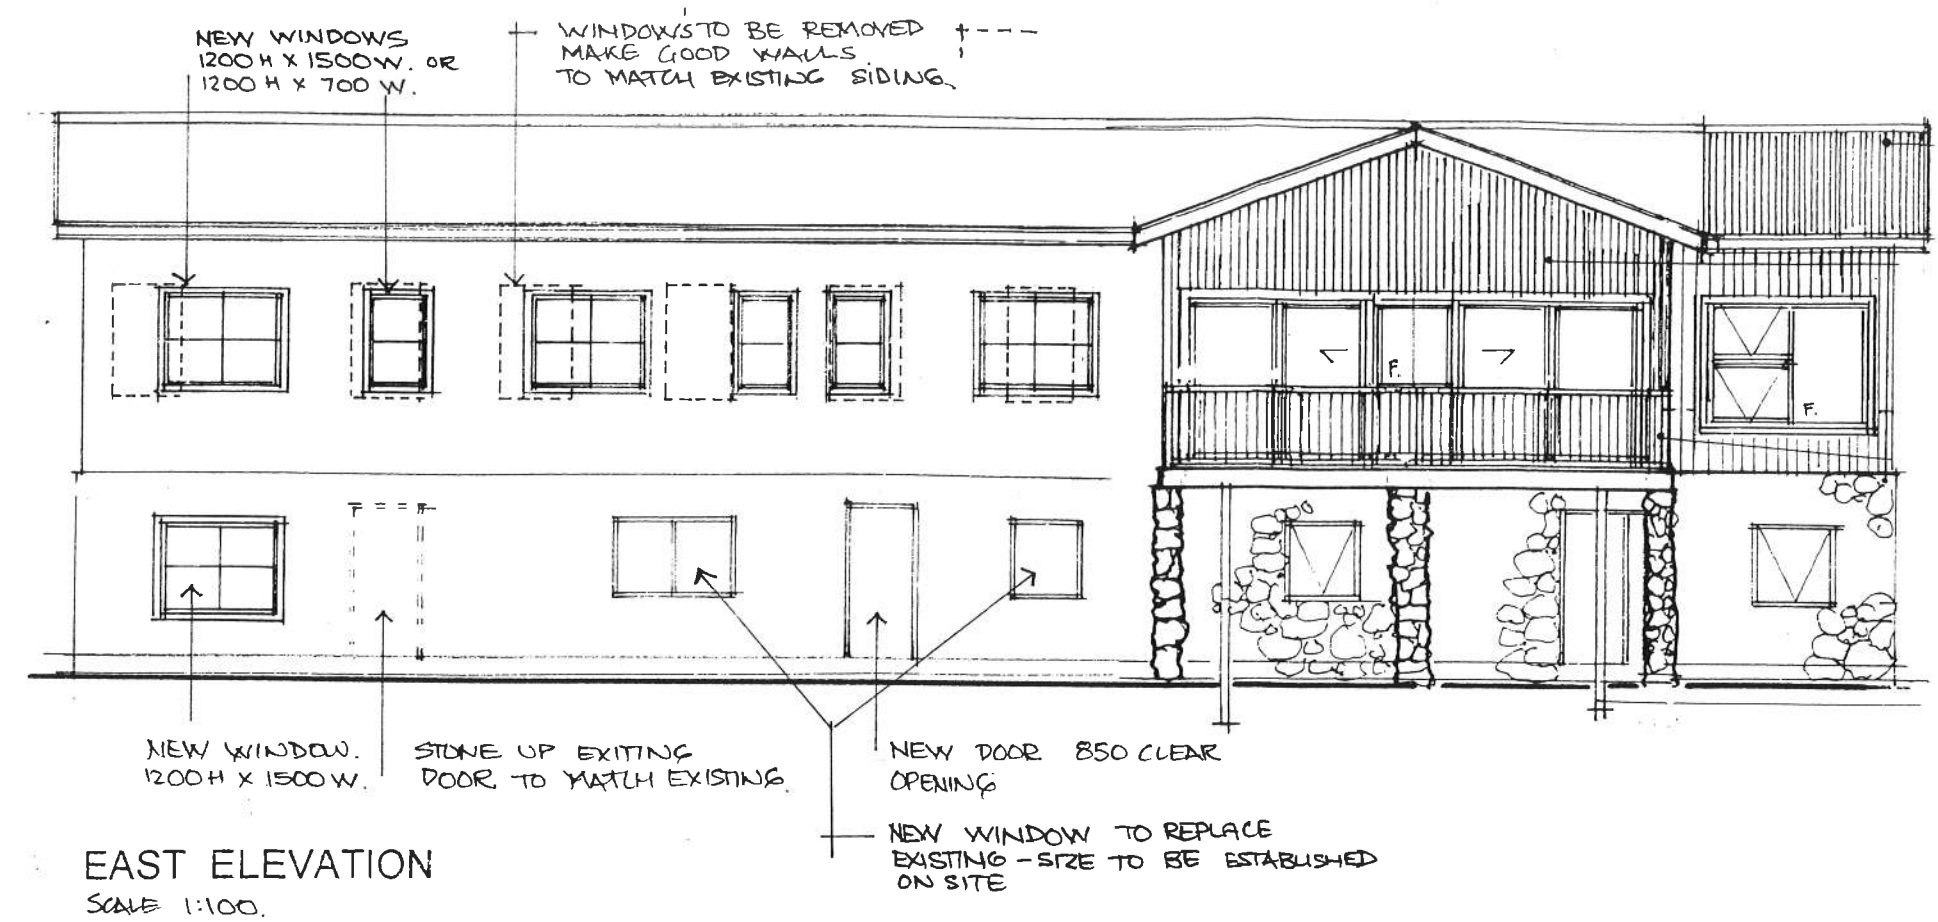 NEW WINDOWS
1200 H X 1500 W. OR
1200 H X 700 W.
WINDOW'S TO BE REMOVED
MAKE GOOD WALLS
TO MATCH EXISTING SIDING.
F.
F.
NEW WINDOW.
1200 H X 1500 W.
STONE UP EXITING
DOOR TO MATCH EXISTING.
NEW DOOR 850 CLEAR
OPENING
NEW WINDOW TO REPLACE
EXISTING - SIZE TO BE ESTABLISHED
ON SITE
EAST ELEVATION
SCALE 1:100.